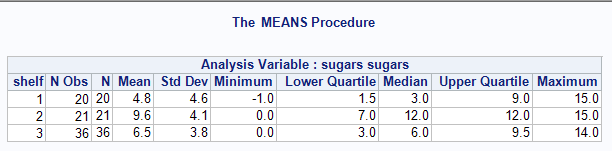 The MEANS Procedure
Analysis Variable : sugars sugars
shelf N Obs N Mean Std Dev Minimum Lower Quartile Median Upper Quartile Maximum
1 20 20 4.8 4.6 -1.0 1.5 3.0 9.0 15.0
2 21 21 9.6 4.1 0.0 7.0 12.0 12.0 15.0
3 36 36 6.5 3.8 0.0 3.0 6.0 9.5 14.0